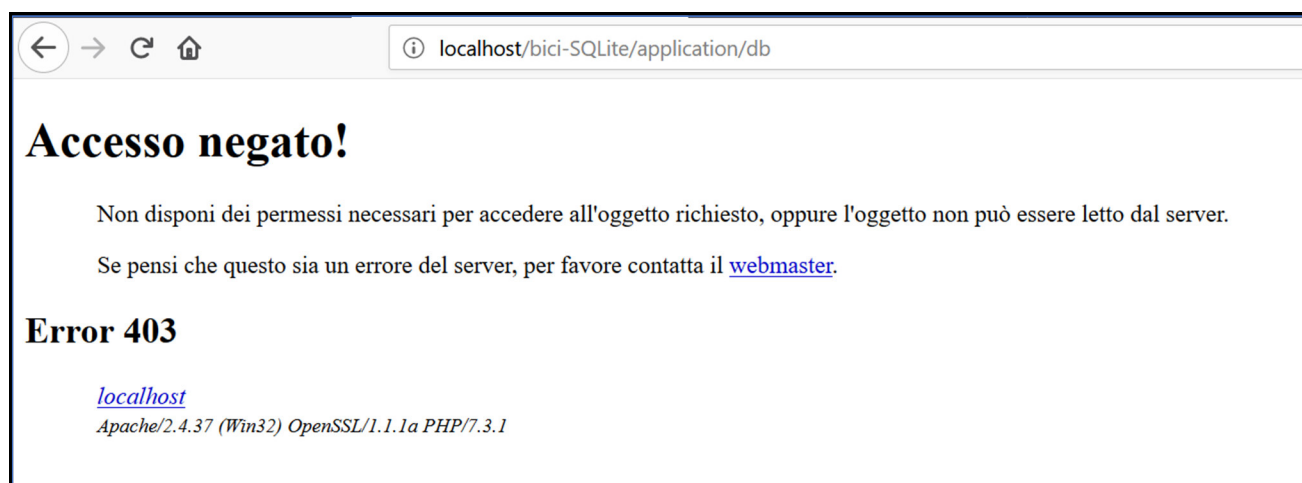 localhost/bici-SQLite/application/db
Accesso negato!
Non disponi dei permessi necessari per accedere all'oggetto richiesto, oppure l'oggetto non può essere letto dal server.
Se pensi che questo sia un errore del server, per favore contatta il webmaster.
Error 403
localhost
Apache/2.4.37 (Win32) OpenSSL/1.1.1a PHP/7.3.1